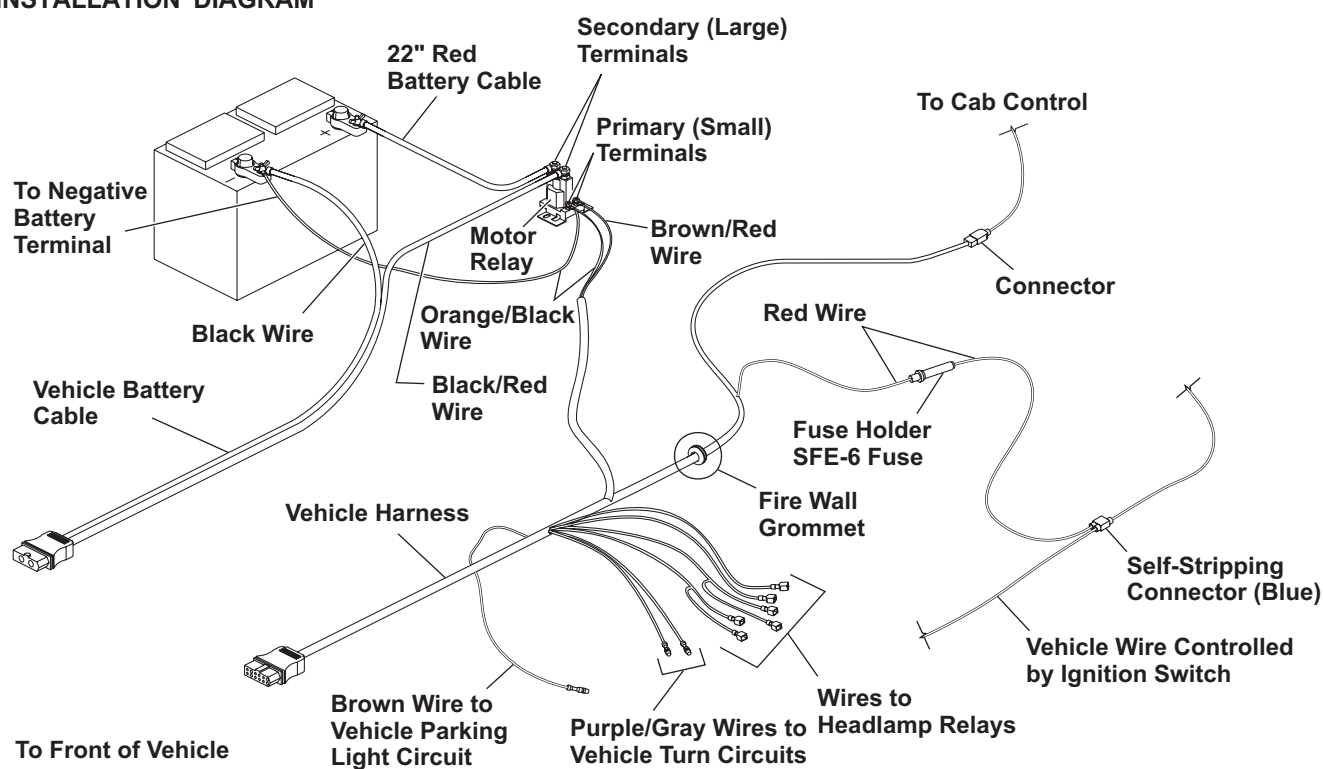 INSTALLATION DIAGRAM
Secondary (Large)
Terminals
22" Red
Battery Cable
To Cab Control
Primary (Small)
Terminals
+
-
To Negative
Battery
Terminal
Motor
Relay
Brown/Red
Wire
Connector
Black Wire
Orange/Black
Wire
Red Wire
Vehicle Battery
Cable
Black/Red
Wire
Fuse Holder
SFE-6 Fuse
Vehicle Harness
Fire Wall
Grommet
Self-Stripping
Connector (Blue)
Vehicle Wire Controlled
by Ignition Switch
Brown Wire to
Vehicle Parking
Light Circuit
Purple/Gray Wires to
Vehicle Turn Circuits
Wires to
Headlamp Relays
To Front of Vehicle